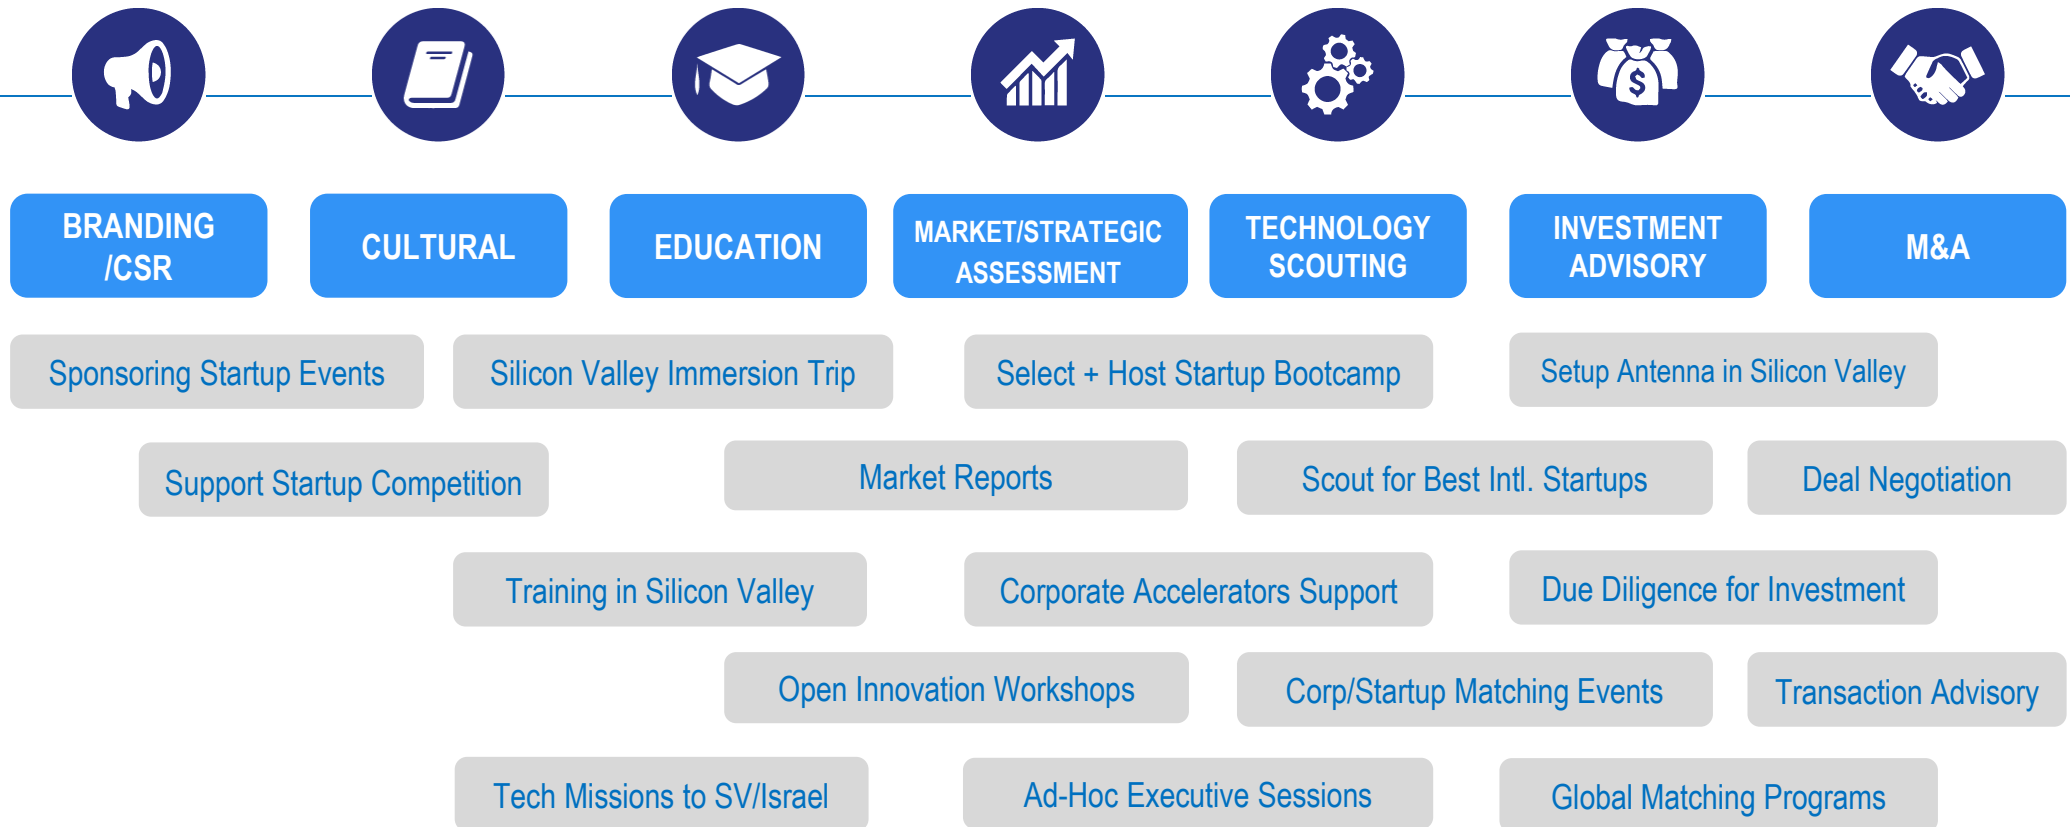 BRANDING
/CSR
CULTURAL
EDUCATION
MARKET/STRATEGIC
ASSESSMENT
TECHNOLOGY
SCOUTING
INVESTMENT
ADVISORY
M&A
Sponsoring Startup Events
Silicon Valley Immersion Trip
Select + Host Startup Bootcamp
Setup Antenna in Silicon Valley
Support Startup Competition
Market Reports
Scout for Best Intl. Startups
Deal Negotiation
Training in Silicon Valley
Corporate Accelerators Support
Due Diligence for Investment
Open Innovation Workshops
Corp/Startup Matching Events
Transaction Advisory
Tech Missions to SV/Israel
Ad-Hoc Executive Sessions
Global Matching Programs
$